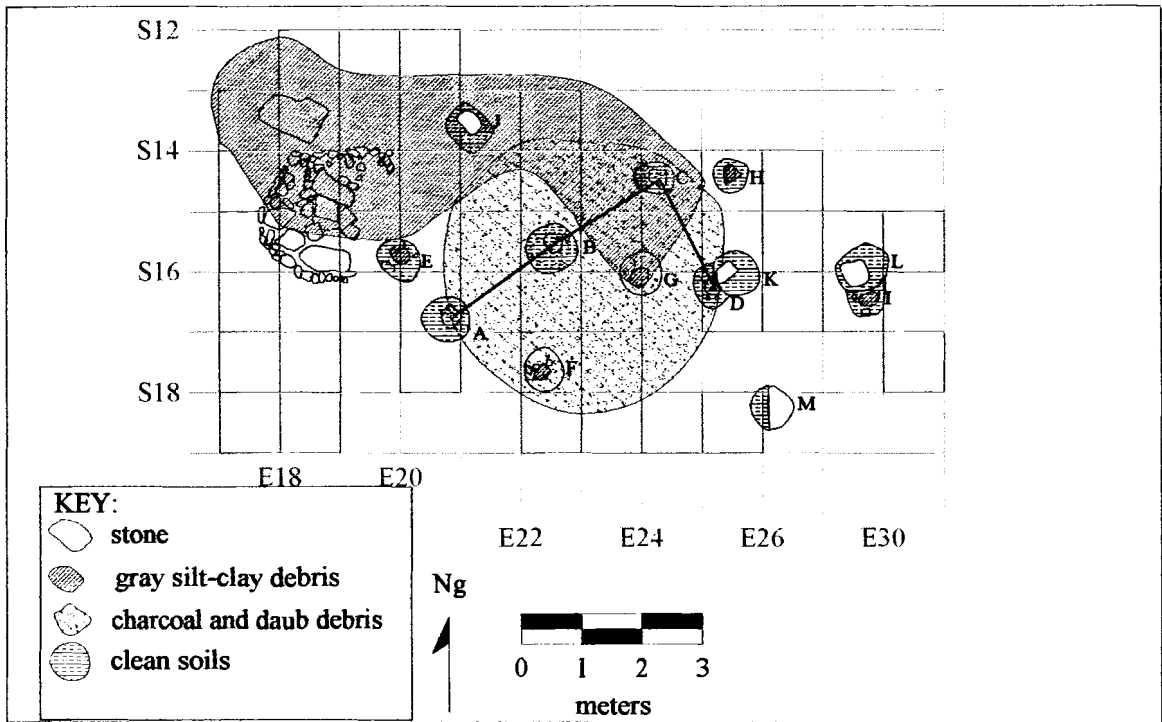 S12
J
S14
C
H
B
E
G
S16
K
L
D
I
A
F
S18
M
E18 E20
KEY:
stone
gray silt-clay debris
charcoal and daub debris
clean soils
E22 E24 E26 E30
Ng
0 1 2 3
meters